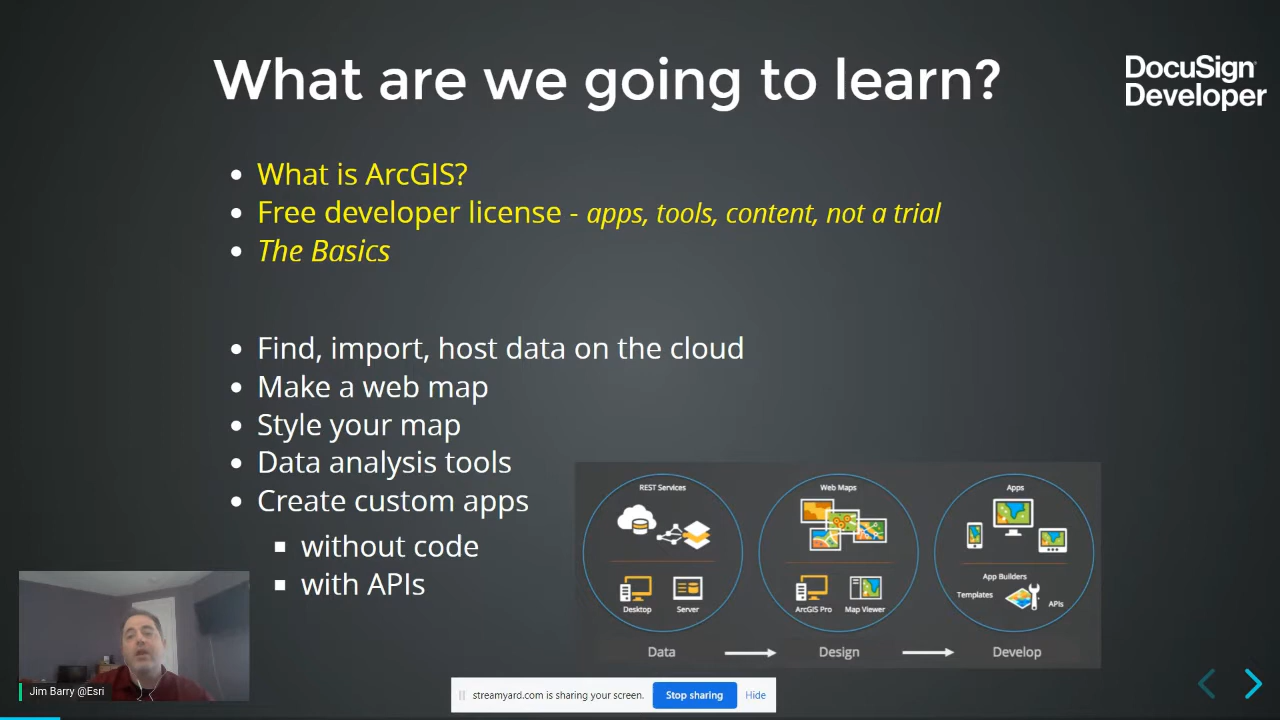 What are we going to learn?
DocuSign
Developer
What is ArcGIS?
Free developer license - apps, tools, content, not a trial
The Basics
Find, import, host data on the cloud
Make a web map
Style your map
Data analysis tools
Create custom apps
without code
with APIs
REST Services
Desktop
Server
Data
Web Maps
ArcGIS Pro
Map Viewer
Design
Apps
App Builders
Templates
APIs
Develop
Jim Barry @Esri
streamyard.com is sharing your screen.
Stop sharing
Hide